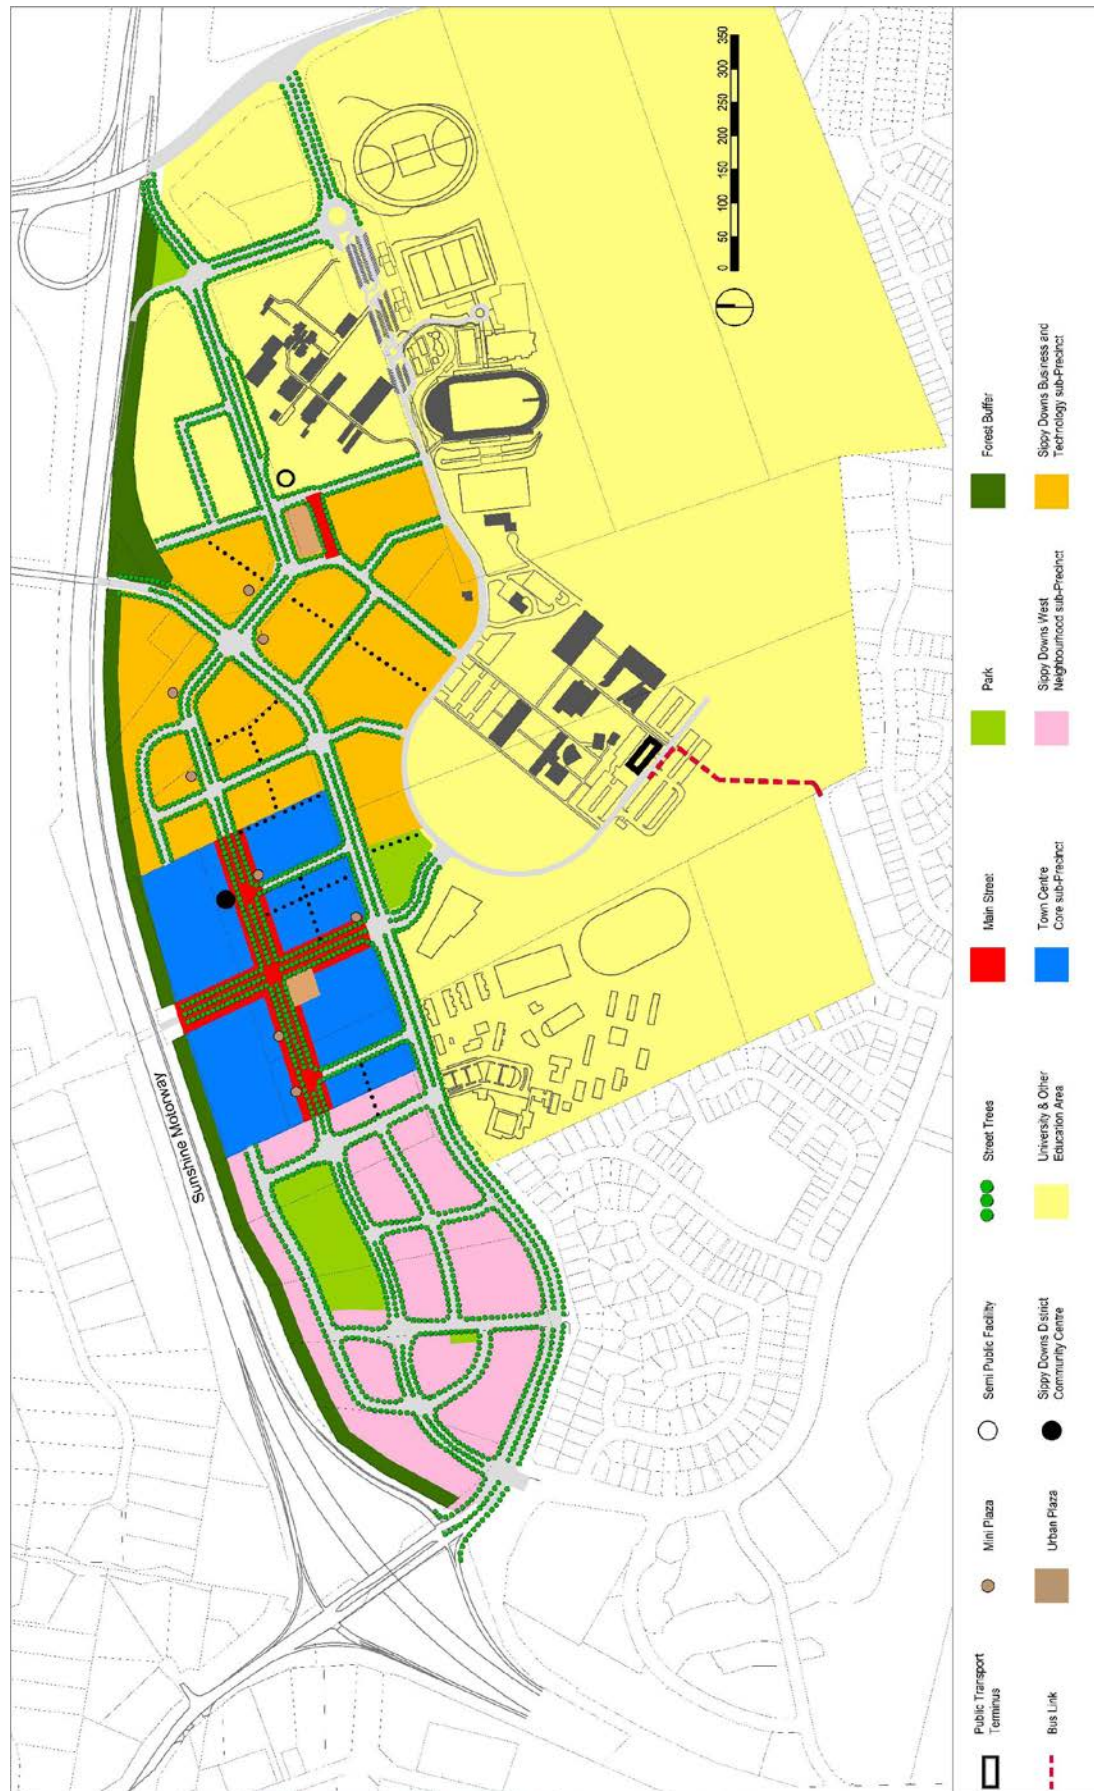 Sunshine Motorway
0 50 100 150 200 250 300 350
Public Transport
Terminus
Mini Plaza
Semi Public Facility
Street Trees
Main Street
Park
Forest Buffer
Bus Link
Urban Plaza
Sippy Downs District
Community Centre
University & Other
Education Area
Town Centre
Core sub-Precinct
Sippy Downs West
Neighbourhood sub-Precinct
Sippy Downs Business and
Technology sub-Precinct